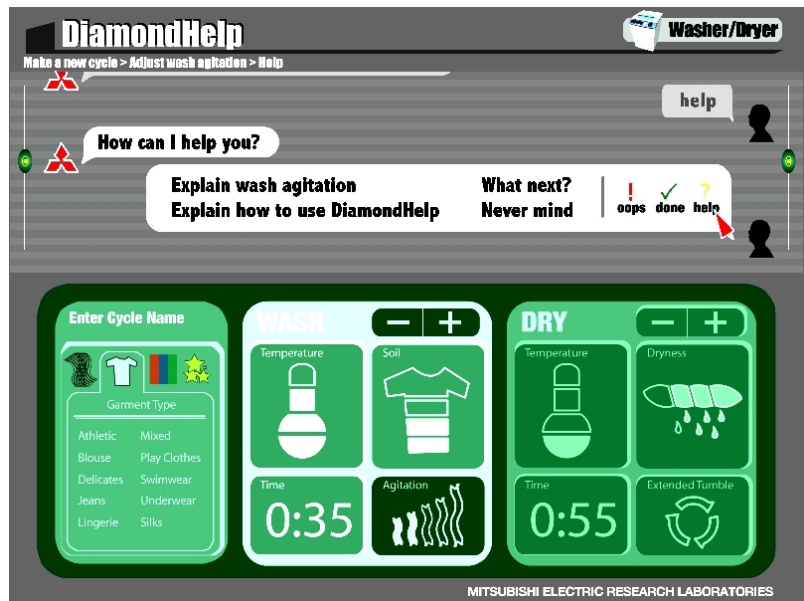 DiamondHelp
Washer/Dryer
Make a new cycle > Adjust wash agitation > Help
help
How can I help you?
Explain wash agitation What next?
Explain how to use DiamondHelp Never mind
! ✓ ?
oops done help
Enter Cycle Name
Garment Type
Athletic Mixed
Blouse Play Clothes
Delicates Swimwear
Jeans Underwear
Lingerie Silks
WASH − +
Temperature Soil
Time Agitation
0:35
DRY − +
Temperature Dryness
Time Extended Tumble
0:55
MITSUBISHI ELECTRIC RESEARCH LABORATORIES